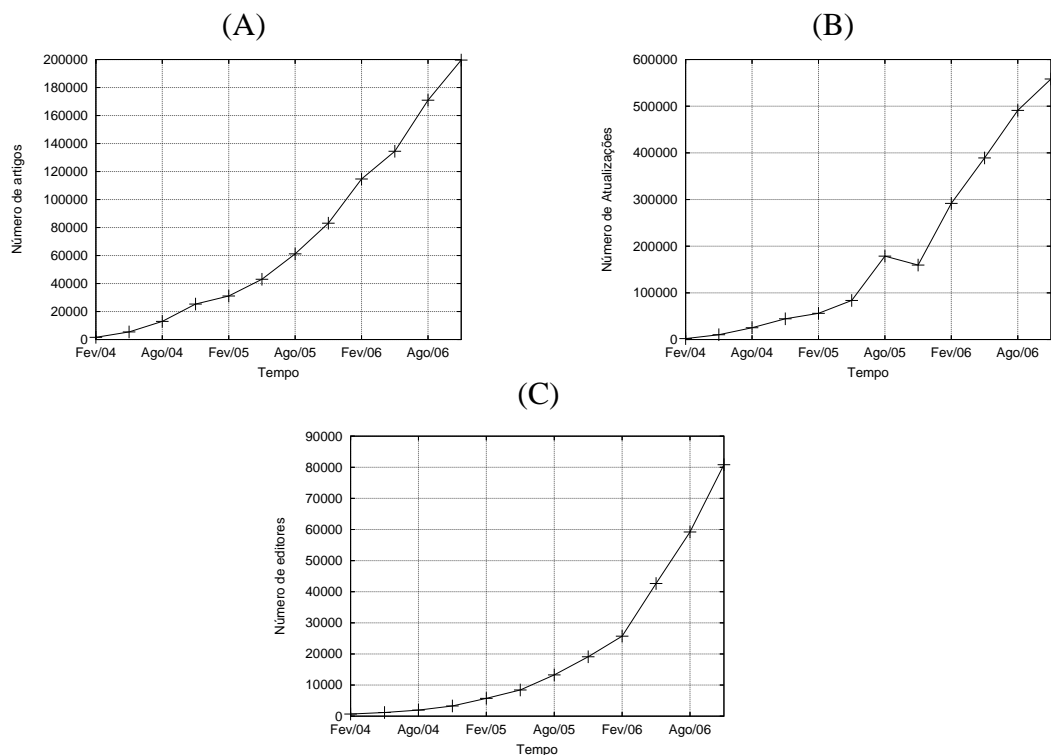 (A)
200000
180000
160000
140000
120000
100000
80000
60000
40000
20000
0
Número de artigos
Fev/04 Ago/04 Fev/05 Ago/05 Fev/06 Ago/06
Tempo
(B)
600000
500000
400000
300000
200000
100000
0
Número de Atualizações
Fev/04 Ago/04 Fev/05 Ago/05 Fev/06 Ago/06
Tempo
(C)
90000
80000
70000
60000
50000
40000
30000
20000
10000
0
Número de editores
Fev/04 Ago/04 Fev/05 Ago/05 Fev/06 Ago/06
Tempo